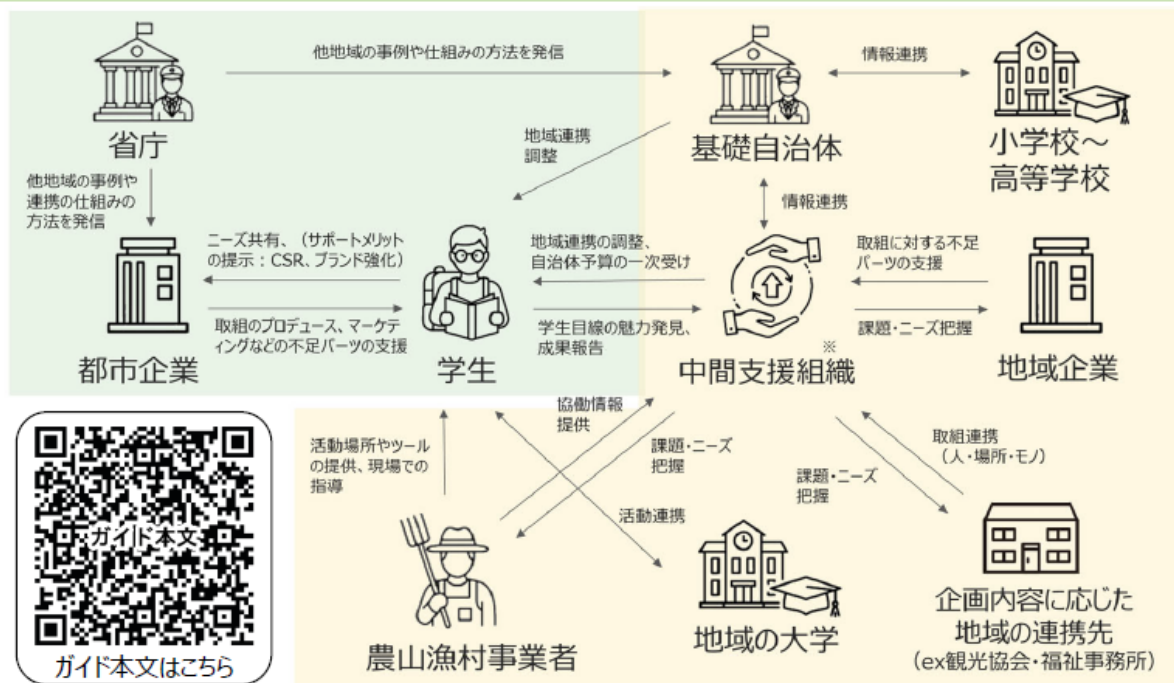 他地域の事例や仕組みの方法を発信
情報連携
省庁
基礎自治体
小学校～
高等学校
地域連携
調整
他地域の事例や
連携の仕組みの
方法を発信
情報連携
ニーズ共有、（サポートメリット
の提示：CSR、ブランド強化）
地域連携の調整、
自治体予算の一次受け
取組に対する不足
パーツの支援
取組のプロデュース、マーケテ
ィングなどの不足パーツの支援
学生目線の魅力発見、
成果報告
課題・ニーズ把握
都市企業
学生
中間支援組織※
地域企業
協働情報
提供
活動場所やツール
の提供、現場での
指導
課題・ニーズ
把握
取組連携
（人・場所・モノ）
課題・ニーズ
把握
活動連携
ガイド本文
ガイド本文はこちら
農山漁村事業者
地域の大学
企画内容に応じた
地域の連携先
（ex観光協会・福祉事務所）